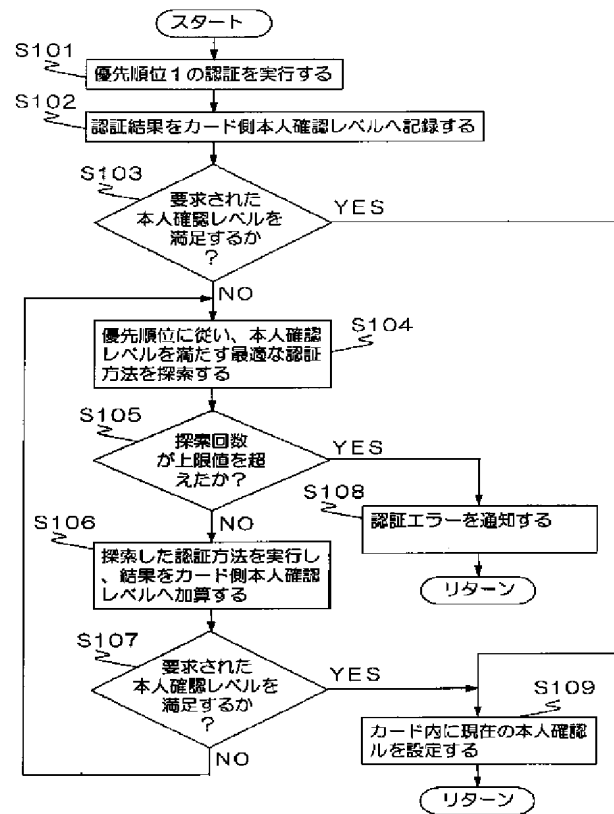 スタート
S101
優先順位1の認証を実行する
S102
認証結果をカード側本人確認レベルへ記録する
S103
要求された
本人確認レベルを
満足するか
?
YES
NO
S104
優先順位に従い、本人確認
レベルを満たす最適な認証
方法を探索する
S105
探索回数
が上限値を超
えたか?
YES
NO
S108
認証エラーを通知する
リターン
S106
探索した認証方法を実行し
、結果をカード側本人確認
レベルへ加算する
S107
要求された
本人確認レベルを
満足するか
?
YES
NO
S109
カード内に現在の本人確認
ルを設定する
リターン